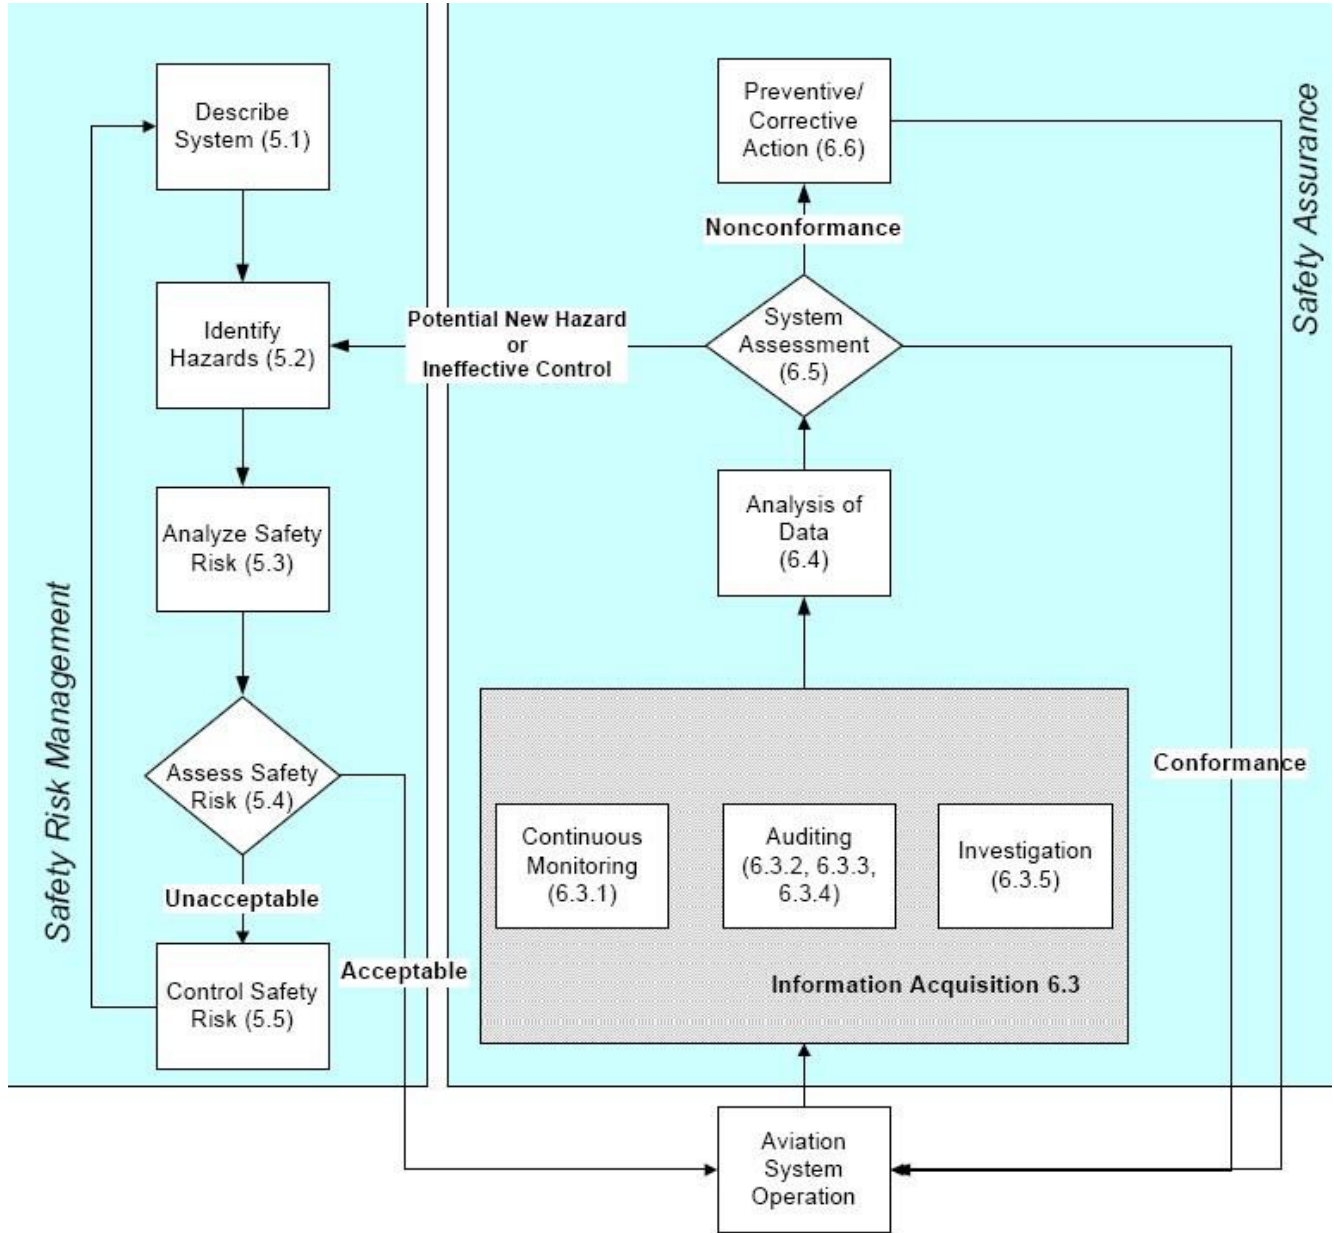 Describe
System (5.1)
Identify
Hazards (5.2)
Analyze Safety
Risk (5.3)
Assess Safety
Risk (5.4)
Unacceptable
Control Safety
Risk (5.5)
Acceptable
Safety Risk Management
Preventive/
Corrective
Action (6.6)
Nonconformance
System
Assessment
(6.5)
Potential New Hazard
or
Ineffective Control
Analysis of
Data
(6.4)
Continuous
Monitoring
(6.3.1)
Auditing
(6.3.2, 6.3.3,
6.3.4)
Investigation
(6.3.5)
Information Acquisition 6.3
Conformance
Safety Assurance
Aviation
System
Operation